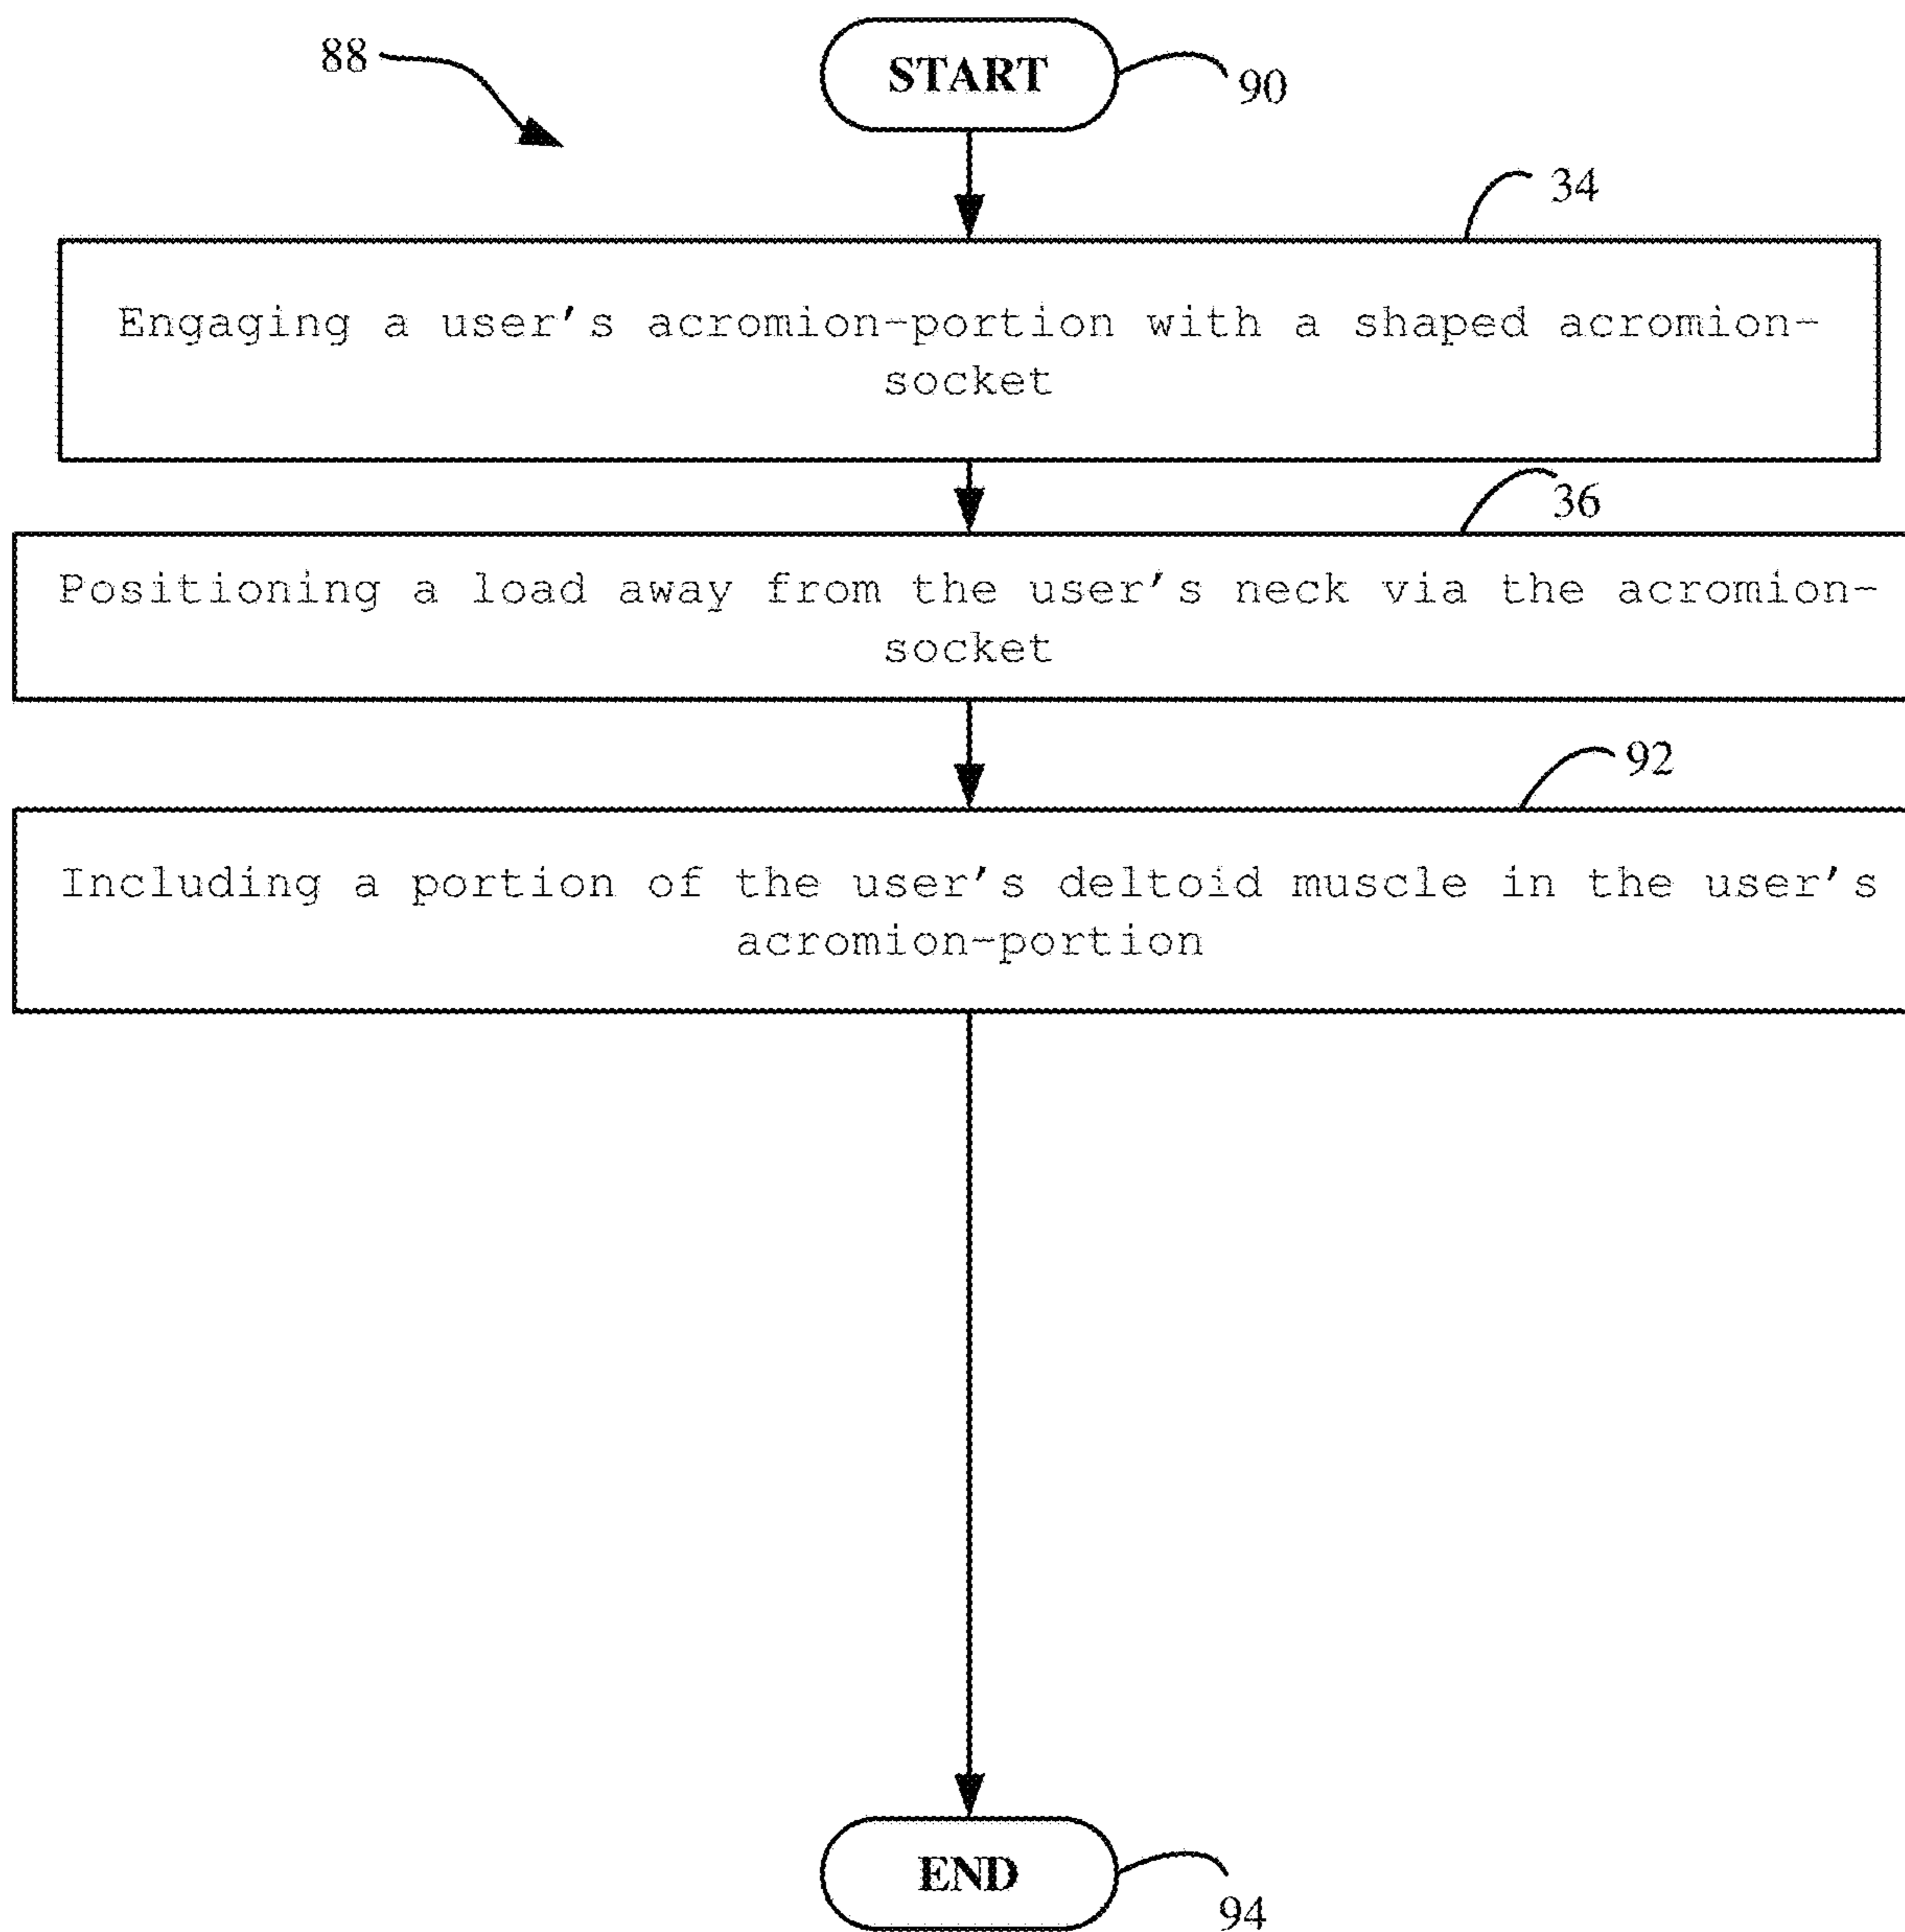 88
START
90
34
Engaging a user's acromion-portion with a shaped acromion-
socket
36
Positioning a load away from the user's neck via the acromion-
socket
92
Including a portion of the user's deltoid muscle in the user's
acromion-portion
END
94